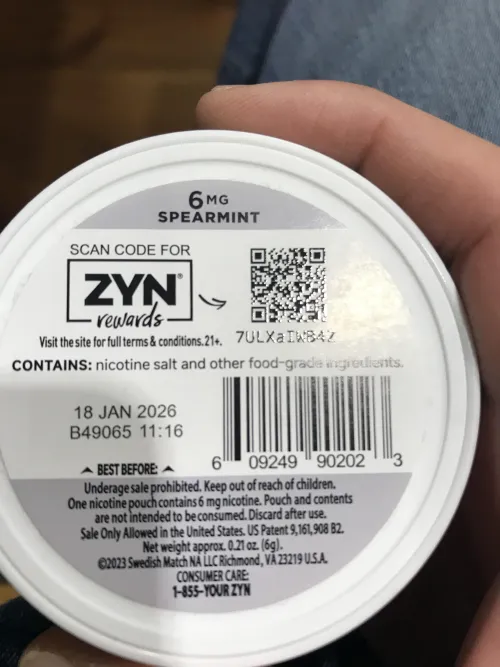 6MG
SPEARMINT
SCAN CODE FOR
ZYN®
rewards
Visit the site for full terms & conditions. 21+.
CONTAINS: nicotine salt and other food-grade ingredients.
18 JAN 2026
B49065 11:16
BEST BEFORE:
6 09249 90202 3
Underage sale prohibited. Keep out of reach of children.
One nicotine pouch contains 6 mg nicotine. Pouch and contents
are not intended to be consumed. Discard after use.
Sale Only Allowed in the United States. US Patent 9,161,908 B2.
Net weight approx. 0.21 oz. (6g).
©2023 Swedish Match NA LLC Richmond, VA 23219 U.S.A.
CONSUMER CARE:
1-855-YOUR ZYN